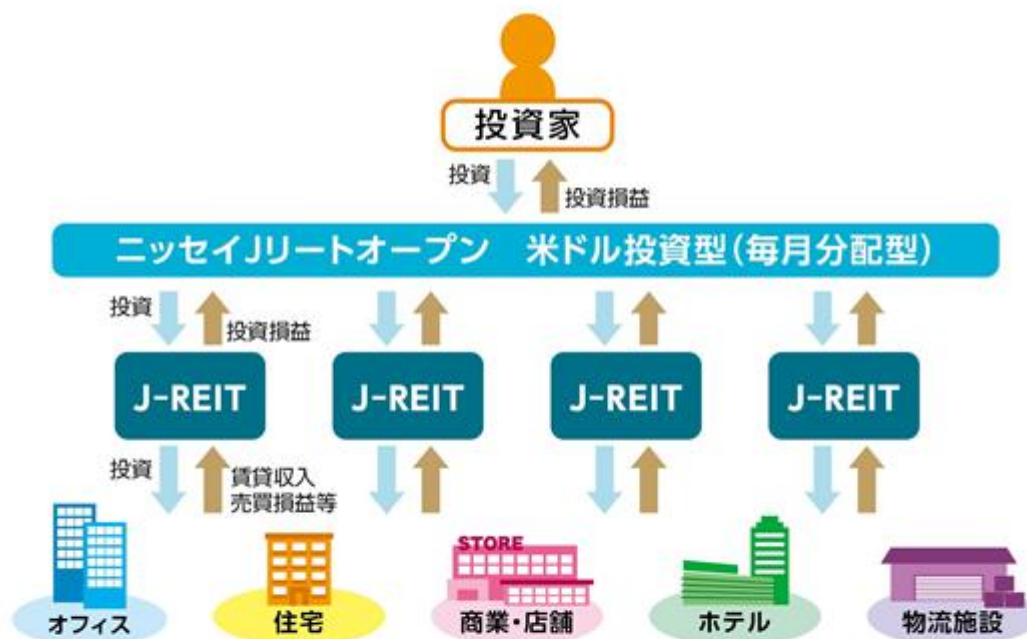 投資家
投資
投資損益
ニッセイJリートオープン 米ドル投資型(毎月分配型)
投資
投資損益
J-REIT
J-REIT
J-REIT
J-REIT
投資
賃貸収入
売買損益等
STORE
オフィス
住宅
商業・店舗
ホテル
物流施設